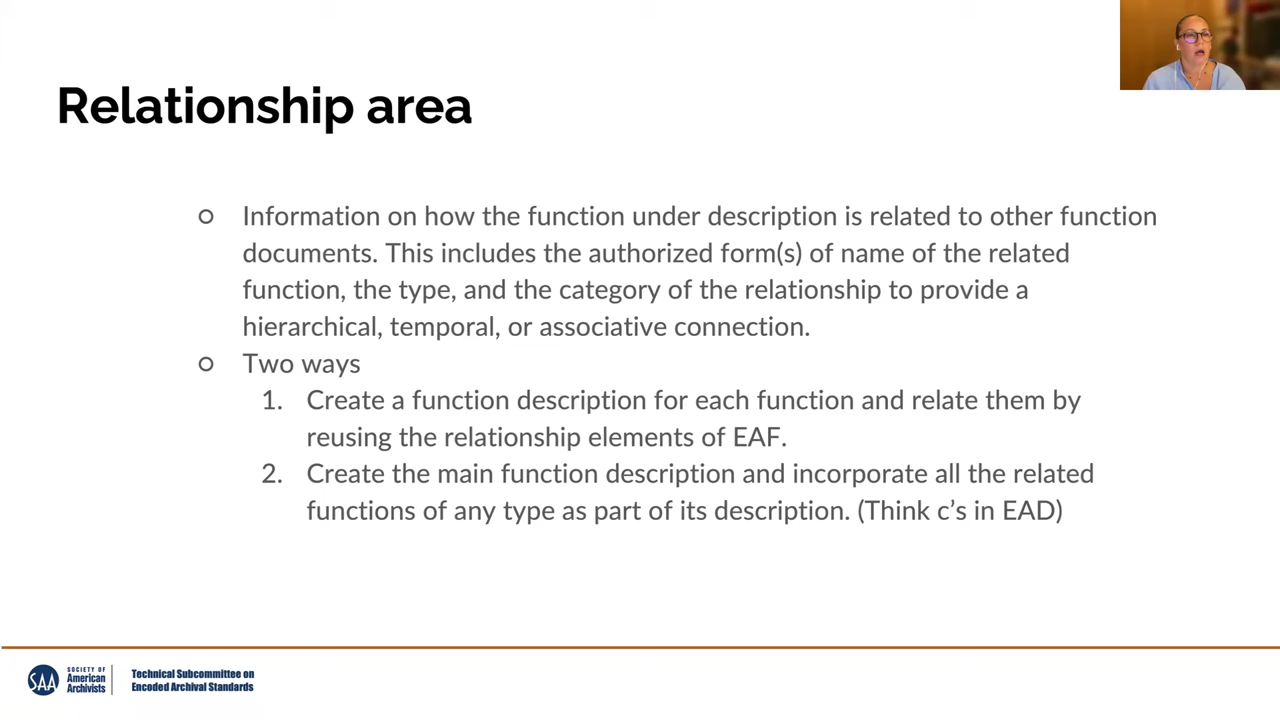 Relationship area
○ Information on how the function under description is related to other function
documents. This includes the authorized form(s) of name of the related
function, the type, and the category of the relationship to provide a
hierarchical, temporal, or associative connection.
○ Two ways
1. Create a function description for each function and relate them by
reusing the relationship elements of EAF.
2. Create the main function description and incorporate all the related
functions of any type as part of its description. (Think c’s in EAD)
SAA
SOCIETY OF
American
Archivists
Technical Subcommittee on
Encoded Archival Standards